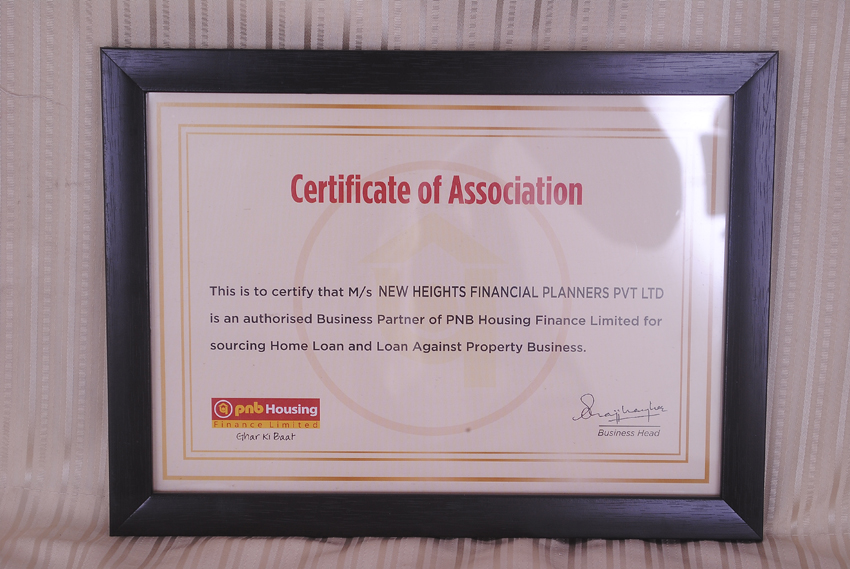 Certificate of Association
This is to certify that M/s NEW HEIGHTS FINANCIAL PLANNERS PVT LTD
is an authorised Business Partner of PNB Housing Finance Limited for
sourcing Home Loan and Loan Against Property Business.
pnb Housing
Finance Limited
Ghar Ki Baat
Business Head